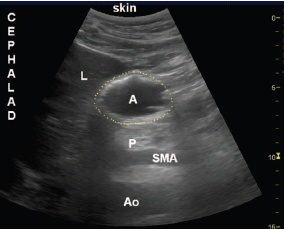 skin
CEPHALAD
L
A
P
SMA
Ao
0-
5-
10-
15-